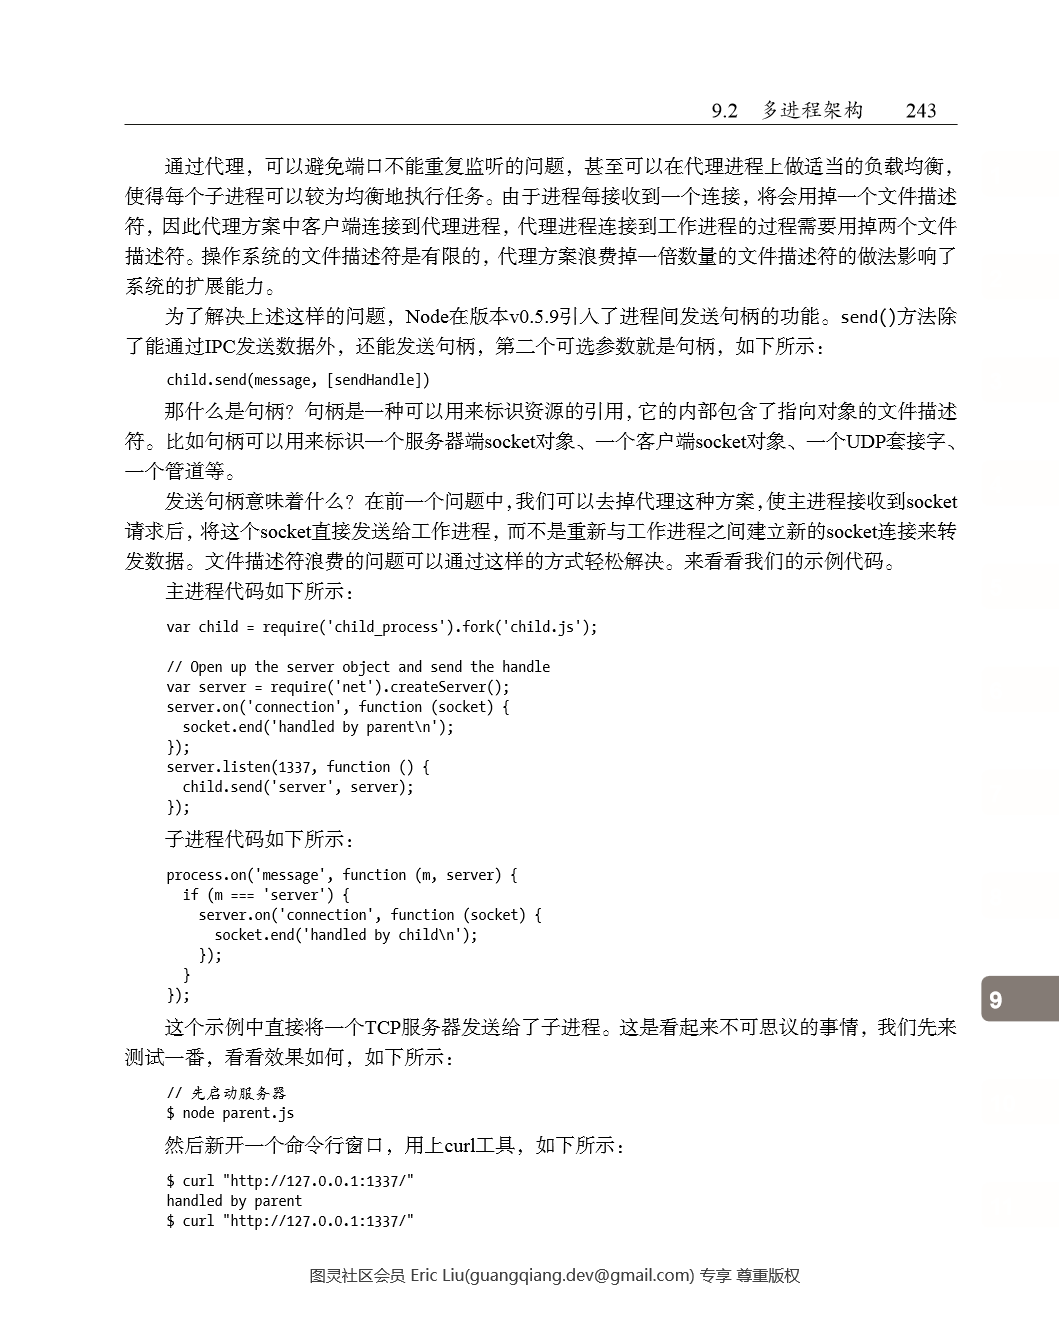 9.2 多进程架构 243
通过代理，可以避免端口不能重复监听的问题，甚至可以在代理进程上做适当的负载均衡，
使得每个子进程可以较为均衡地执行任务。由于进程每接收到一个连接，将会用掉一个文件描述
符，因此代理方案中客户端连接到代理进程，代理进程连接到工作进程的过程需要用掉两个文件
描述符。操作系统的文件描述符是有限的，代理方案浪费掉一倍数量的文件描述符的做法影响了
系统的扩展能力。
为了解决上述这样的问题，Node在版本v0.5.9引入了进程间发送句柄的功能。send()方法除
了能通过IPC发送数据外，还能发送句柄，第二个可选参数就是句柄，如下所示：
child.send(message, [sendHandle])
那什么是句柄？句柄是一种可以用来标识资源的引用，它的内部包含了指向对象的文件描述
符。比如句柄可以用来标识一个服务器端socket对象、一个客户端socket对象、一个UDP套接字、
一个管道等。
发送句柄意味着什么？在前一个问题中，我们可以去掉代理这种方案，使主进程接收到socket
请求后，将这个socket直接发送给工作进程，而不是重新与工作进程之间建立新的socket连接来转
发数据。文件描述符浪费的问题可以通过这样的方式轻松解决。来看看我们的示例代码。
主进程代码如下所示：
var child = require('child_process').fork('child.js');
// Open up the server object and send the handle
var server = require('net').createServer();
server.on('connection', function (socket) {
  socket.end('handled by parent\n');
});
server.listen(1337, function () {
  child.send('server', server);
});
子进程代码如下所示：
process.on('message', function (m, server) {
  if (m === 'server') {
    server.on('connection', function (socket) {
      socket.end('handled by child\n');
    });
  }
});
9
这个示例中直接将一个TCP服务器发送给了子进程。这是看起来不可思议的事情，我们先来
测试一番，看看效果如何，如下所示：
// 先启动服务器
$ node parent.js
然后新开一个命令行窗口，用上curl工具，如下所示：
$ curl "http://127.0.0.1:1337/"
handled by parent
$ curl "http://127.0.0.1:1337/"
图灵社区会员 Eric Liu(guangqiang.dev@gmail.com) 专享 尊重版权